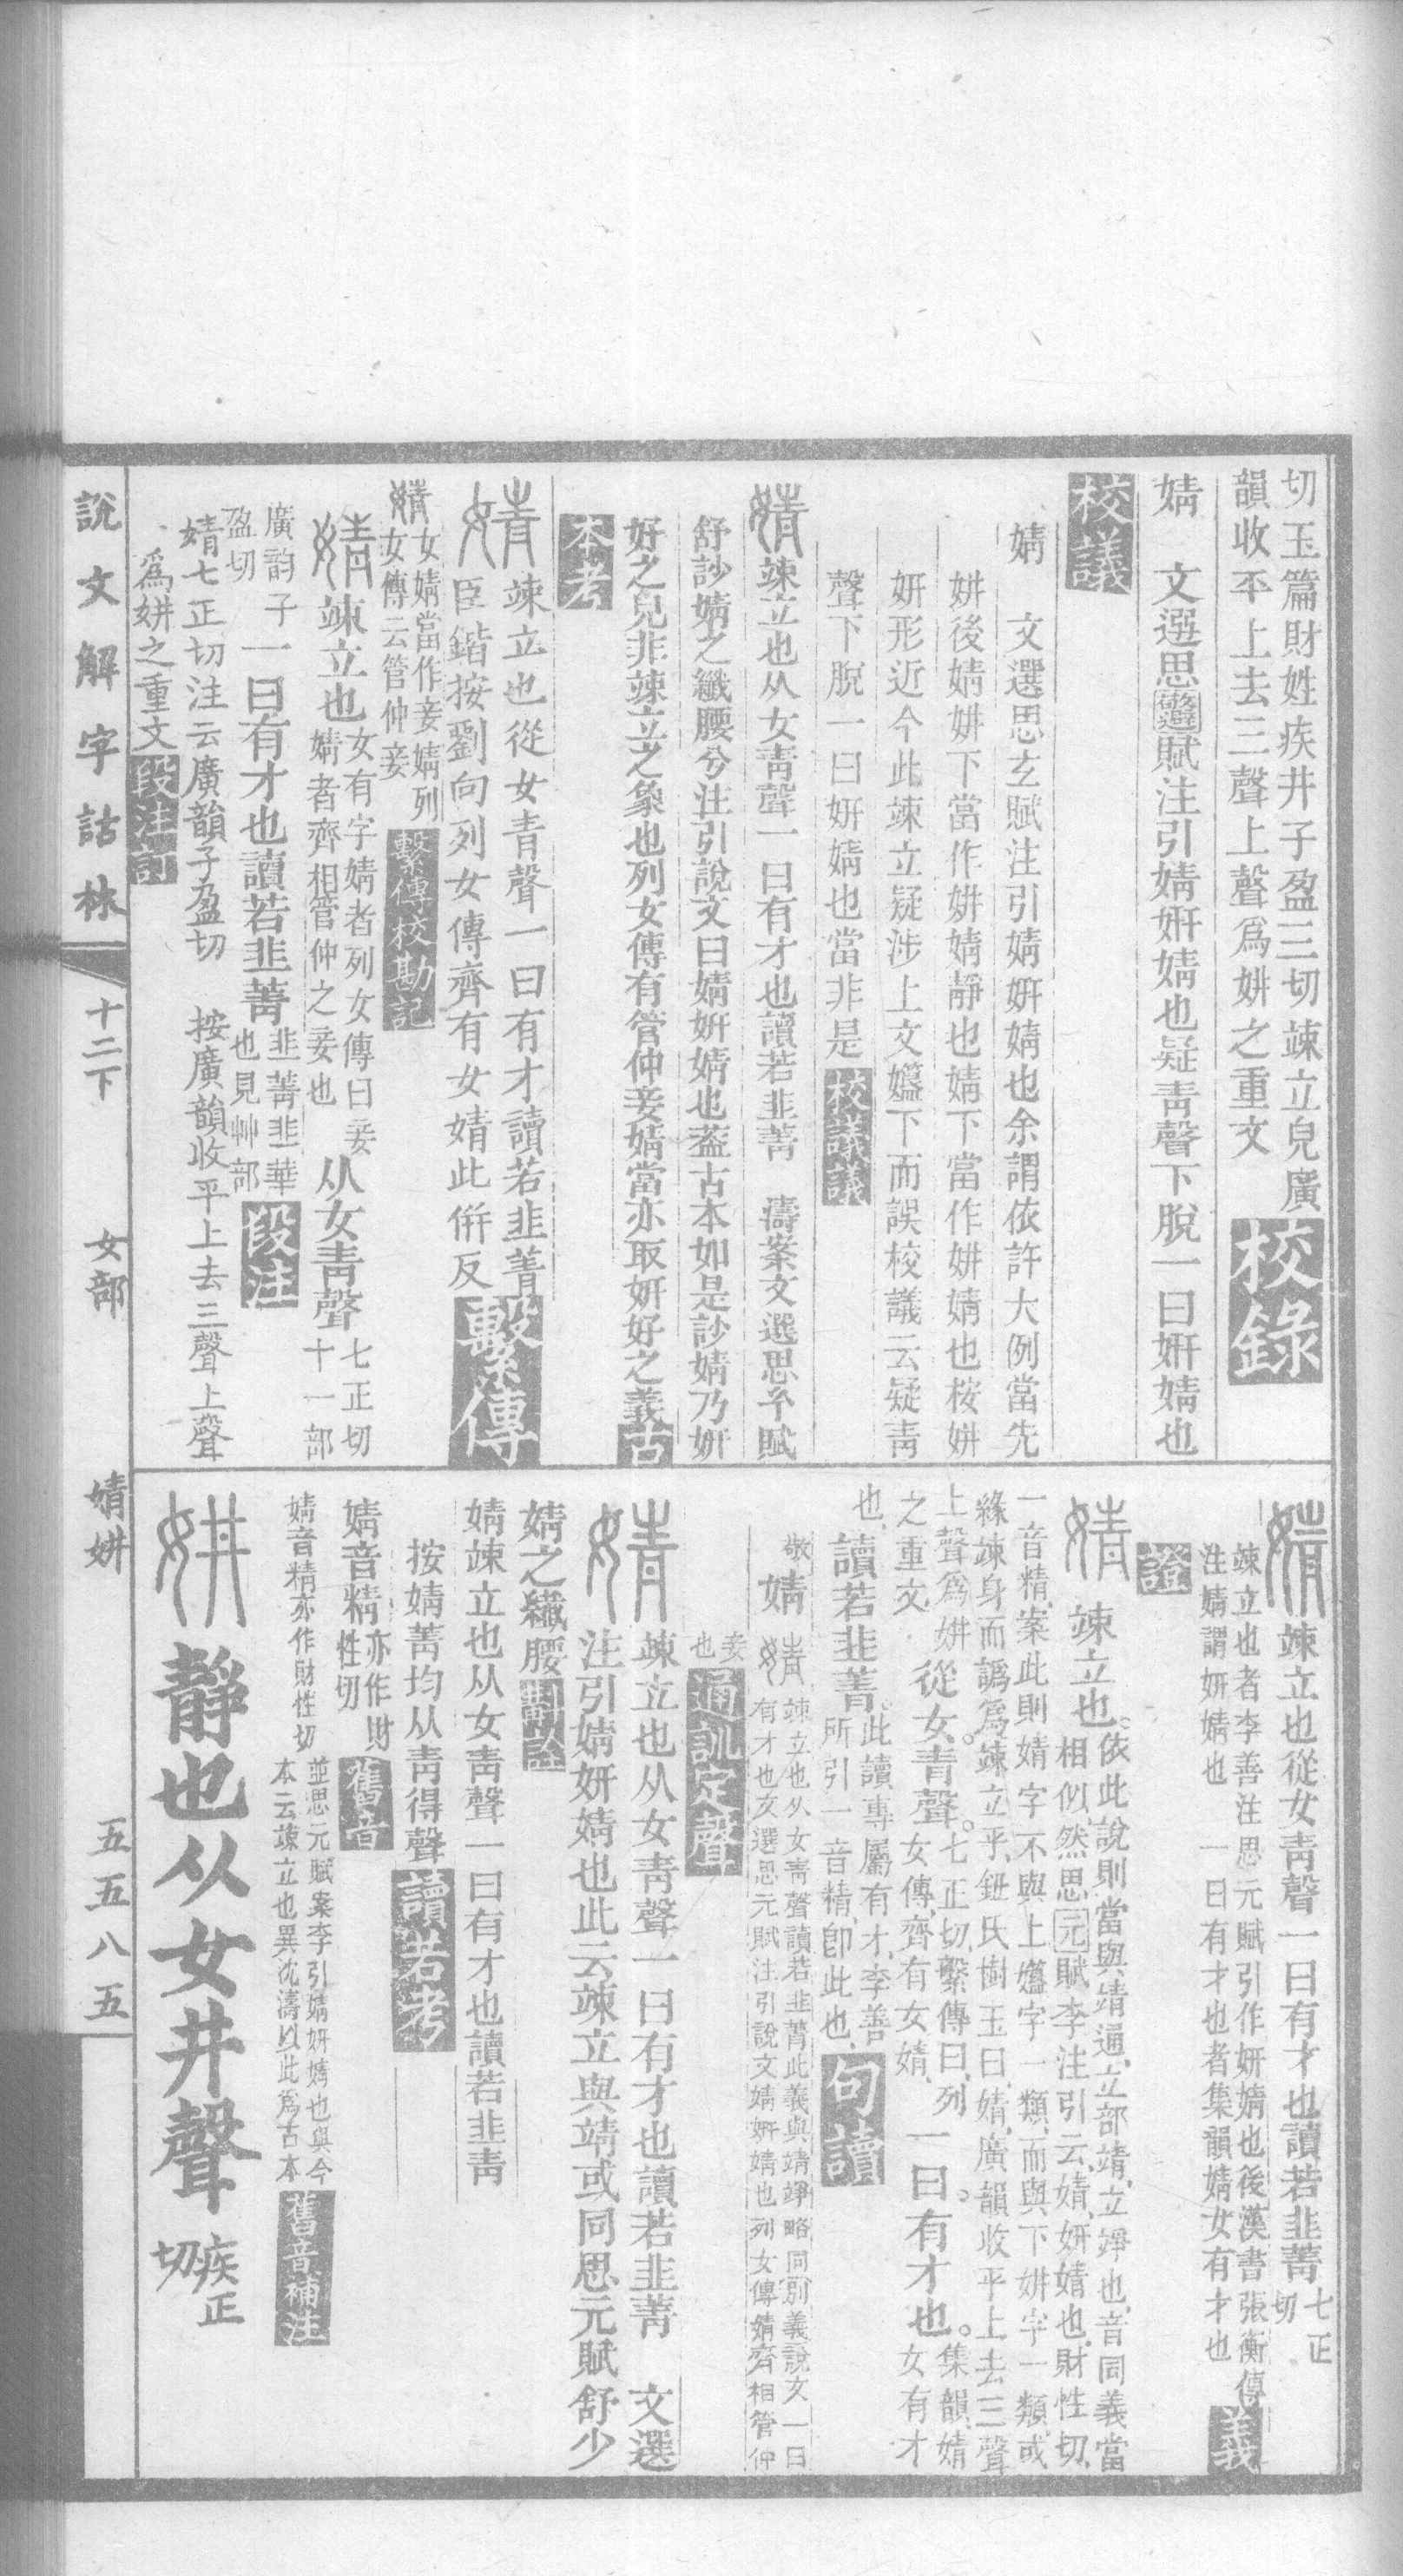 切玉篇財姓疾井子盈三切竦立皃廣
韻收平上去三聲上聲爲妌之重文
校錄
婧　文選思𤣥賦注引婧姸婧也疑靑聲下脫一曰姸婧也
校議
婧　文選思玄賦注引婧姸婧也余謂依許大例當先
妌後婧妌下當作妌婧靜也婧下當作妌婧也桉妌
姸形近今此竦立疑涉上文㜝下而誤校議云疑靑
聲下脫一曰姸婧也當非是
校議議
婧竦立也从女靑聲一曰有才也讀若韭菁　濤案文選思玄賦
舒訬婧之纖腰兮注引說文曰婧姸婧也葢古本如是訬婧乃姸
好之皃非竦立之象也列女傳有管仲妾婧當亦取姸好之義
古本考
婧
竦立也從女青聲一曰有才讀若韭菁
臣鍇按劉向列女傳齊有女婧此倂反
繫傳
婧
女婧當作妾婧列
女傳云管仲妾
繫傳校勘記
婧竦立也
女有字婧者列女傳曰妾
婧者齊相管仲之妾也
从女靑聲
七正切
十一部
廣韵子
盈切
一曰有才也讀若韭菁
韭菁韭華
也見艸部
段注
婧七正切注云廣韻子盈切　按廣韻收平上去三聲上聲
爲妌之重文
段注訂
婧竦立也從女靑聲一曰有才也讀若韭菁
七正
切
竦立也者李善注思元賦引作姸婧也後漢書張衡傳
注婧謂姸婧也　一曰有才也者集韻婧女有才也
義證
婧　竦立也。
依此說則當與靖通、立部靖、立竫也、音同義當
相似、然思元賦李注引云、婧、姸婧也、財性切、
一音精、案此則婧字不與上㜝字一類、而與下妌字一類、或
緣竦身而譌爲竦立乎、鈕氏樹玉曰、婧、廣韻收平上去三聲
上聲爲妌
之重文、
從女。青聲。
七正切、繫傳曰、列
女傳、齊有女婧、
一曰。有才也。
集韻、婧
女有才
也、
讀若韭菁。
此讀專屬有才、李善
所引一音精、卽此也、
句讀
婧
竦立也从女靑聲讀若韭菁此義與靖竫略同別義說文一曰
有才也文選思元賦注引說文婧姸婧也列女傳婧齊相管仲
妾
也
通訓定聲
婧
竦立也从女靑聲一曰有才也讀若韭菁　文選
注引婧姸婧也此云竦立與靖或同思元賦舒少
婧之纖腰
斠詮
婧竦立也从女靑聲一曰有才也讀若韭靑
按婧菁均从靑得聲
讀若考
婧音精
亦作財
性切
舊音
婧音精亦作財性切
並思元賦案李引婧姸婧也與今
本云竦立也異沈濤以此爲古本
舊音補注
妌靜也从女井聲
疾正
切
說文解字詁林
十二下
女部
婧妌
五五八五